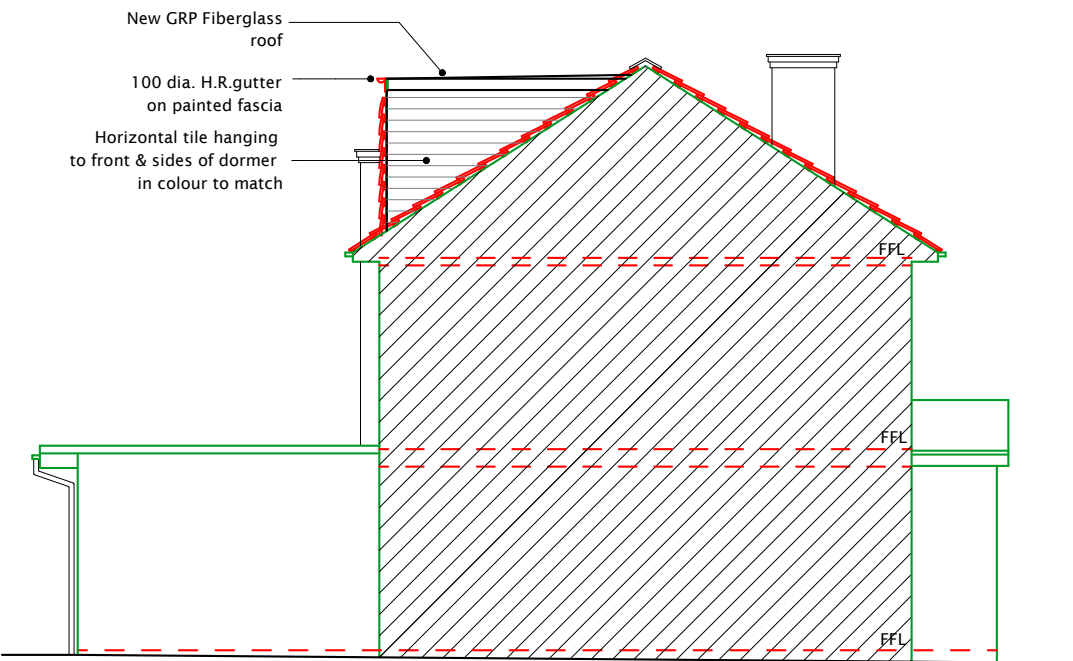 New GRP Fiberglass
roof
100 dia. H.R.gutter
on painted fascia
Horizontal tile hanging
to front & sides of dormer
in colour to match
FFL
FFL
FFL